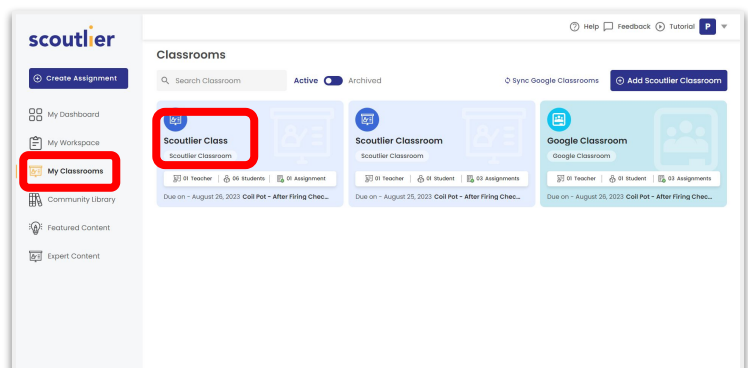 scoutlier
Help Feedback Tutorial P
Classrooms
Create Assignment
Search Classroom Active Archived Sync Google Classrooms Add Scoutlier Classroom
My Dashboard
My Workspace
My Classrooms
Community Library
Featured Content
Expert Content
Scoutlier Class
Scoutlier Classroom
01 Teacher 06 Students 01 Assignment
Due on - August 26, 2023 Coil Pot - After Firing Chec...
Scoutlier Classroom
Scoutlier Classroom
01 Teacher 01 Student 03 Assignments
Due on - August 25, 2023 Coil Pot - After Firing Chec...
Google Classroom
Google Classroom
01 Teacher 01 Student 03 Assignments
Due on - August 26, 2023 Coil Pot - After Firing Chec...